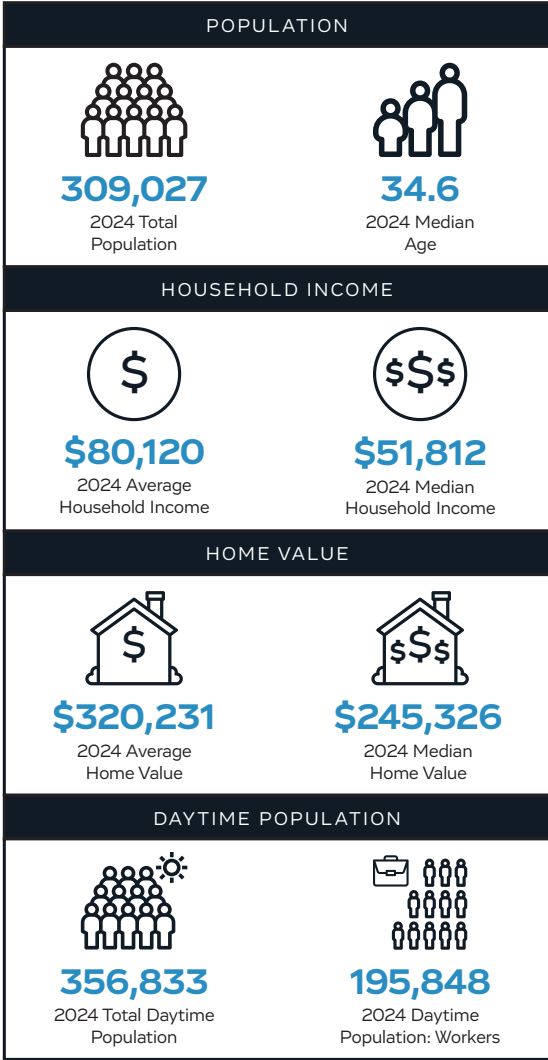 POPULATION
309,027
2024 Total
Population
34.6
2024 Median
Age
HOUSEHOLD INCOME
$
$80,120
2024 Average
Household Income
$$$
$51,812
2024 Median
Household Income
HOME VALUE
$
$320,231
2024 Average
Home Value
$$$
$245,326
2024 Median
Home Value
DAYTIME POPULATION
356,833
2024 Total Daytime
Population
195,848
2024 Daytime
Population: Workers